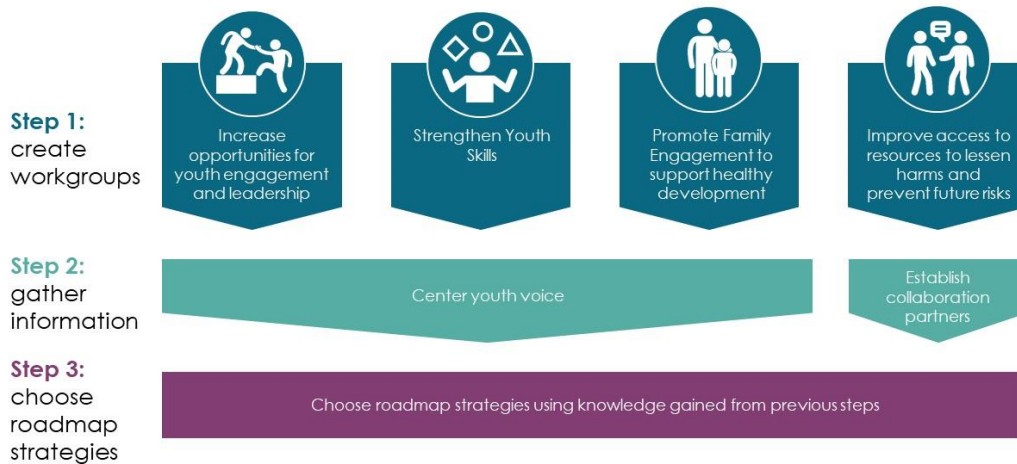 Step 1:
create
workgroups
Increase
opportunities for
youth engagement
and leadership
Strengthen Youth
Skills
Promote Family
Engagement to
support healthy
development
Improve access to
resources to lessen
harms and
prevent future risks
Step 2:
gather
information
Center youth voice
Establish
collaboration
partners
Step 3:
choose
roadmap
strategies
Choose roadmap strategies using knowledge gained from previous steps